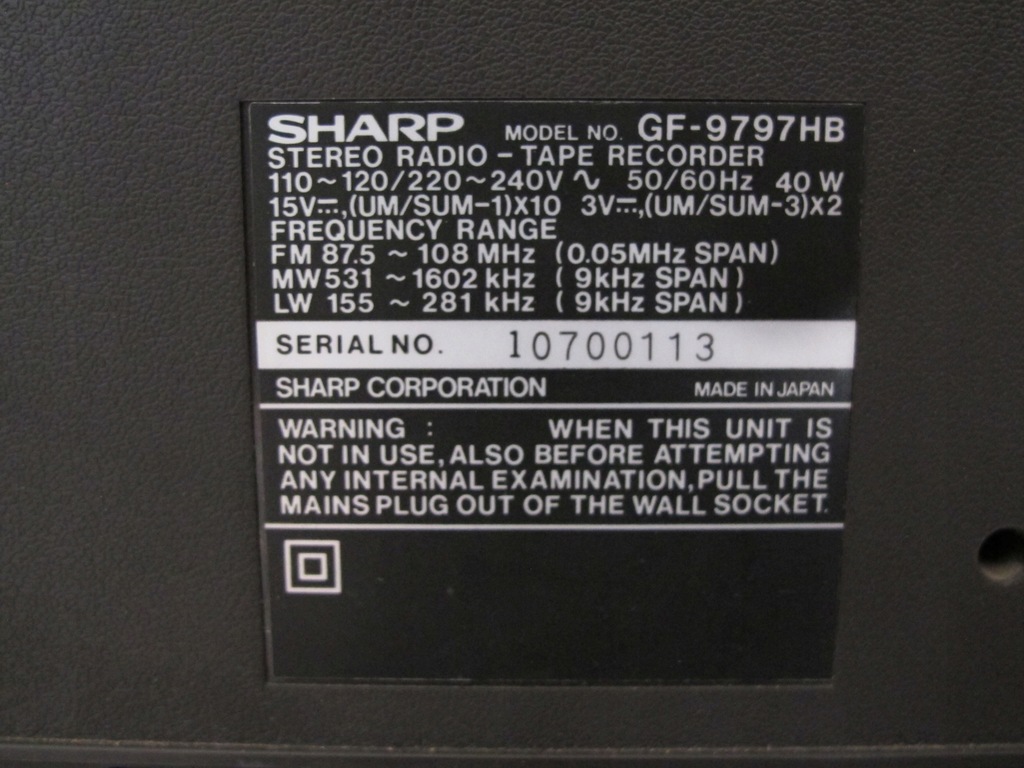 SHARP MODEL NO. GF-9797HB
STEREO RADIO - TAPE RECORDER
110~120/220~240V ∿ 50/60Hz 40 W
15V⎓,(UM/SUM-1)X10 3V⎓,(UM/SUM-3)X2
FREQUENCY RANGE
FM 87.5 ~ 108 MHz (0.05MHz SPAN)
MW 531 ~ 1602 kHz ( 9kHz SPAN)
LW 155 ~ 281 kHz ( 9kHz SPAN)
SERIAL NO. 10700113
SHARP CORPORATION MADE IN JAPAN
WARNING : WHEN THIS UNIT IS
NOT IN USE, ALSO BEFORE ATTEMPTING
ANY INTERNAL EXAMINATION, PULL THE
MAINS PLUG OUT OF THE WALL SOCKET.